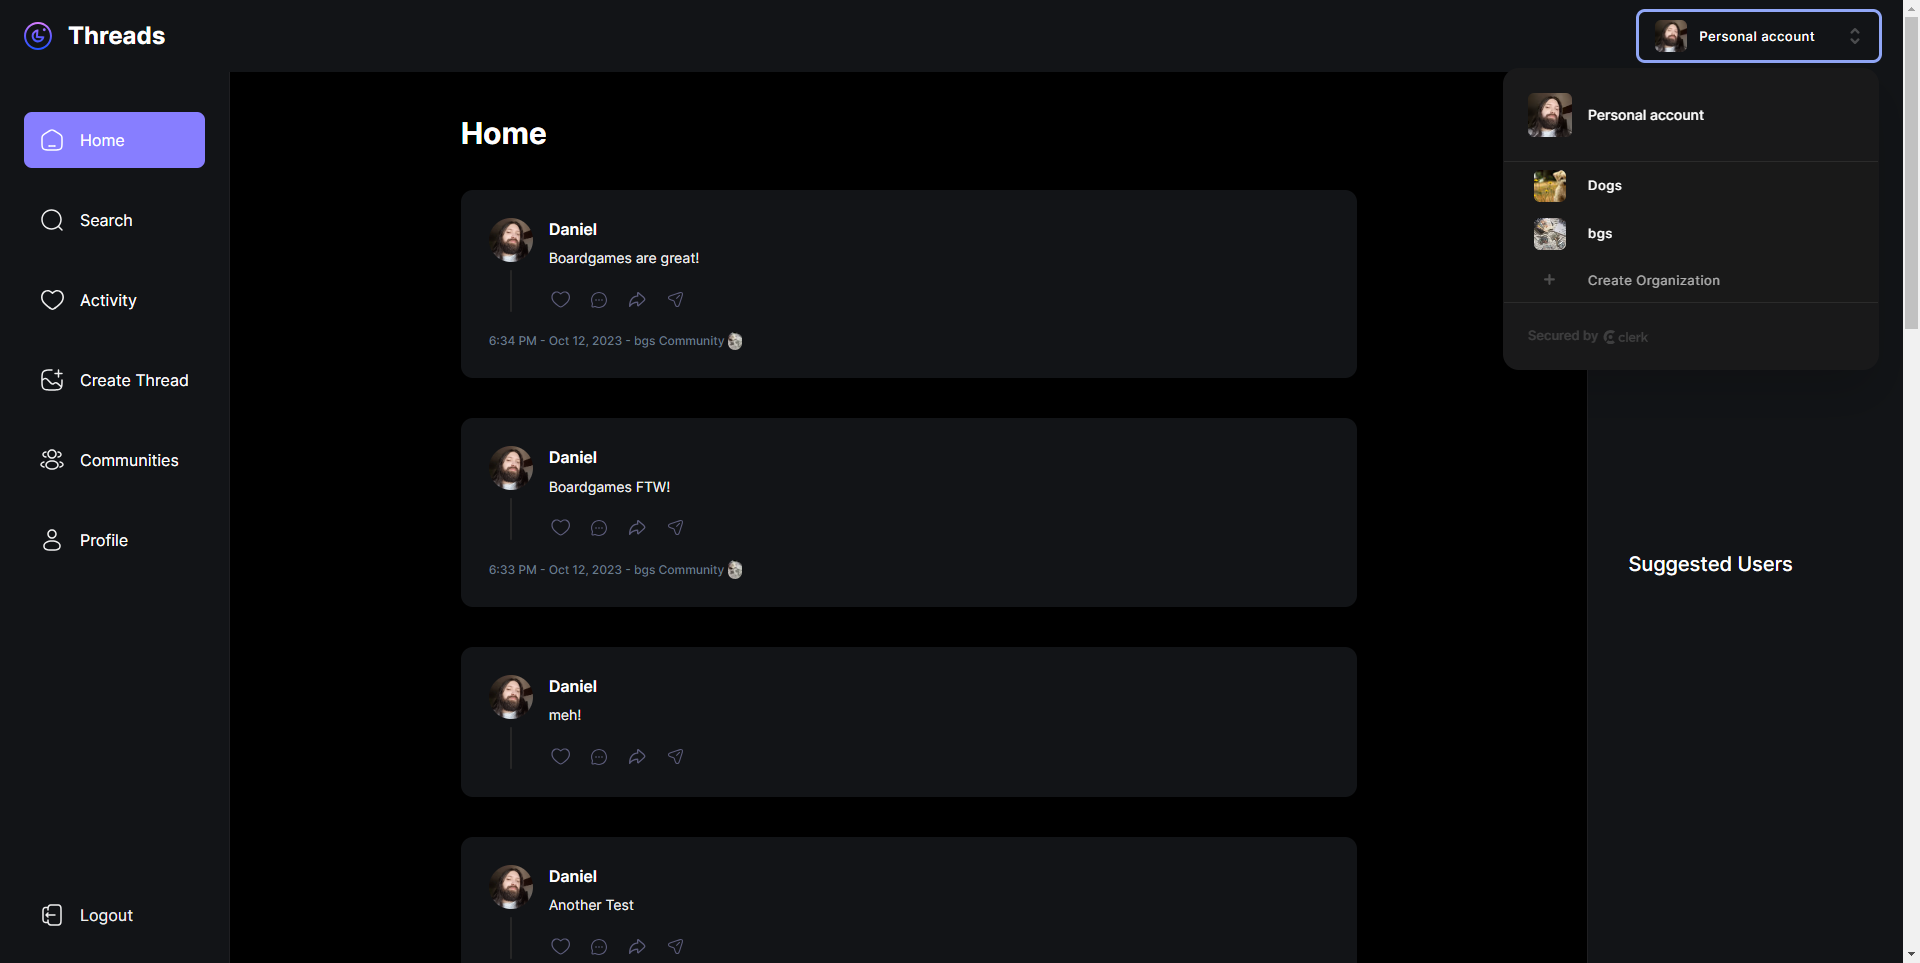 Threads
Personal account
Home
Search
Activity
Create Thread
Communities
Profile
Logout
Home
Daniel
Boardgames are great!
6:34 PM - Oct 12, 2023 - bgs Community
Daniel
Boardgames FTW!
6:33 PM - Oct 12, 2023 - bgs Community
Daniel
meh!
Daniel
Another Test
Personal account
Dogs
bgs
+ Create Organization
Secured by clerk
Suggested Users